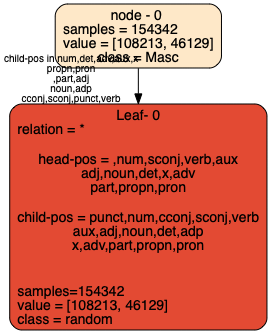 node - 0
samples = 154342
value = [108213, 46129]
class = Masc
child-pos in num,det,adv,aux,x
propn,pron
,part,adj
noun,adp
cconj,sconj,punct,verb
Leaf- 0
relation = *
head-pos = ,num,sconj,verb,aux
adj,noun,det,x,adv
part,propn,pron
child-pos = punct,num,cconj,sconj,verb
aux,adj,noun,det,adp
x,adv,part,propn,pron
samples=154342
value = [108213, 46129]
class = random